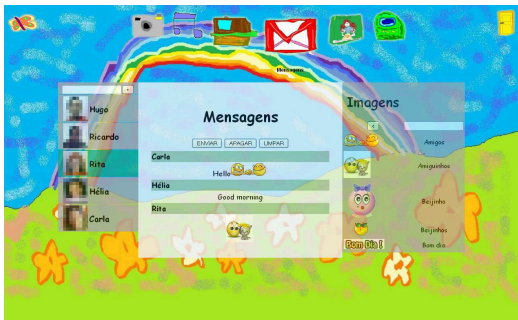 Mensagens
Hugo
Ricardo
Rita
Hélia
Carla
Mensagens
ENVIAR APAGAR LIMPAR
Carla
Hello
Hélia
Good morning
Rita
Imagens
Amigos
Amiguinhos
Beijinho
Beijinhos
Bom Dia !
Bom dia